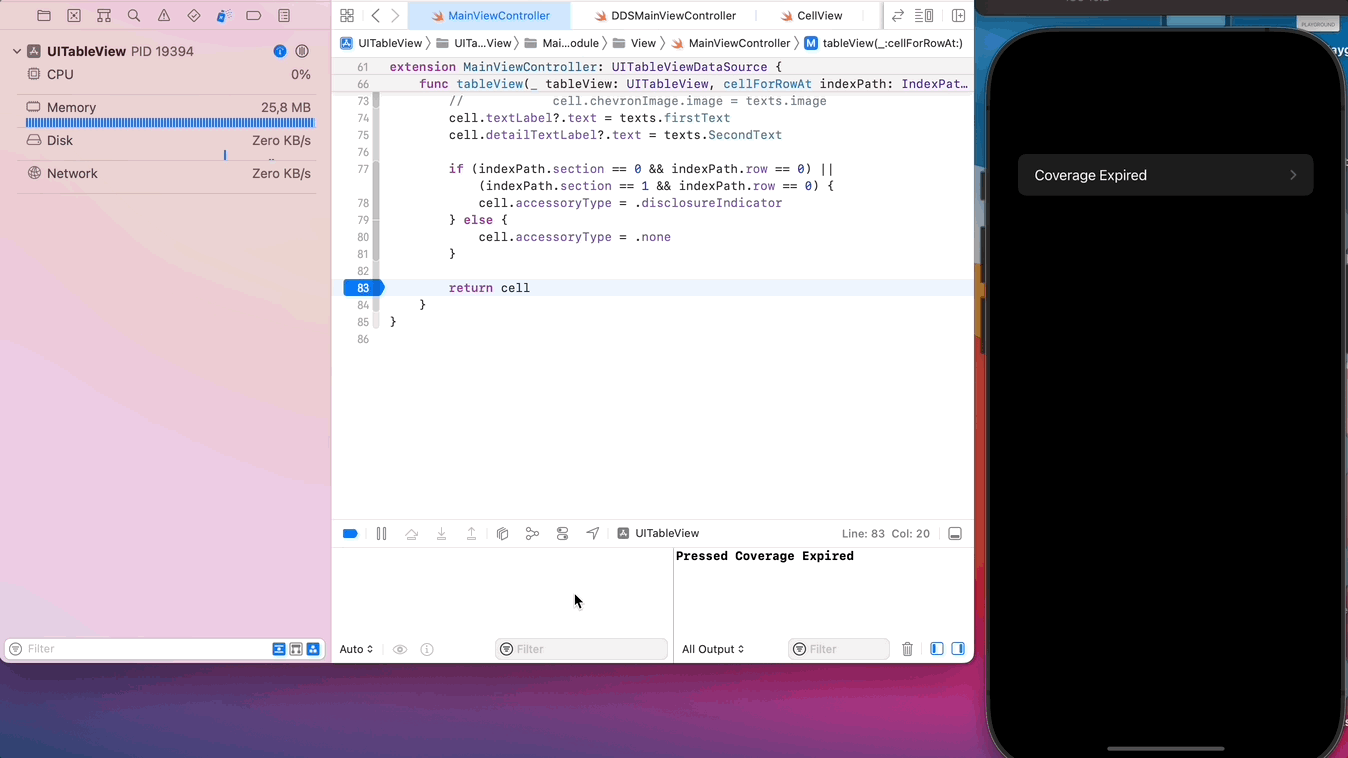 UITableView PID 19394
CPU 0%
Memory 25,8 MB
Disk Zero KB/s
Network Zero KB/s
Filter
MainViewController DDSMainViewController CellView
UITableView UITa...View Mai...odule View MainViewController M tableView(_:cellForRowAt:)
61 extension MainViewController: UITableViewDataSource {
66 func tableView(_ tableView: UITableView, cellForRowAt indexPath: IndexPat…
73 // cell.chevronImage.image = texts.image
74 cell.textLabel?.text = texts.firstText
75 cell.detailTextLabel?.text = texts.SecondText
76
77 if (indexPath.section == 0 && indexPath.row == 0) ||
(indexPath.section == 1 && indexPath.row == 0) {
78 cell.accessoryType = .disclosureIndicator
79 } else {
80 cell.accessoryType = .none
81 }
82
83 return cell
84 }
85 }
86
UITableView Line: 83 Col: 20
Pressed Coverage Expired
Auto Filter All Output Filter
PLAYGROUND
Coverage Expired